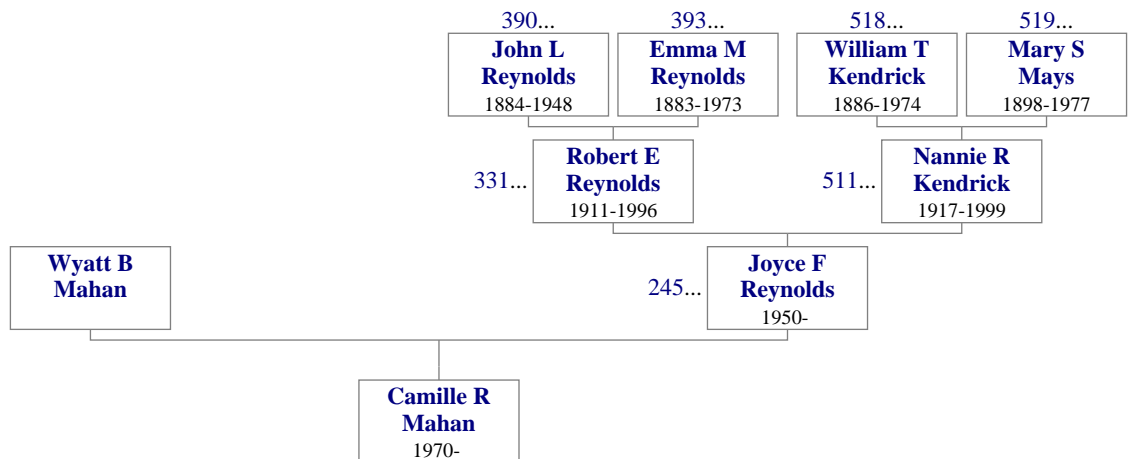 390...
393...
518...
519...
John L
Reynolds
1884-1948
Emma M
Reynolds
1883-1973
William T
Kendrick
1886-1974
Mary S
Mays
1898-1977
331...
Robert E
Reynolds
1911-1996
511...
Nannie R
Kendrick
1917-1999
Wyatt B
Mahan
245...
Joyce F
Reynolds
1950-
Camille R
Mahan
1970-